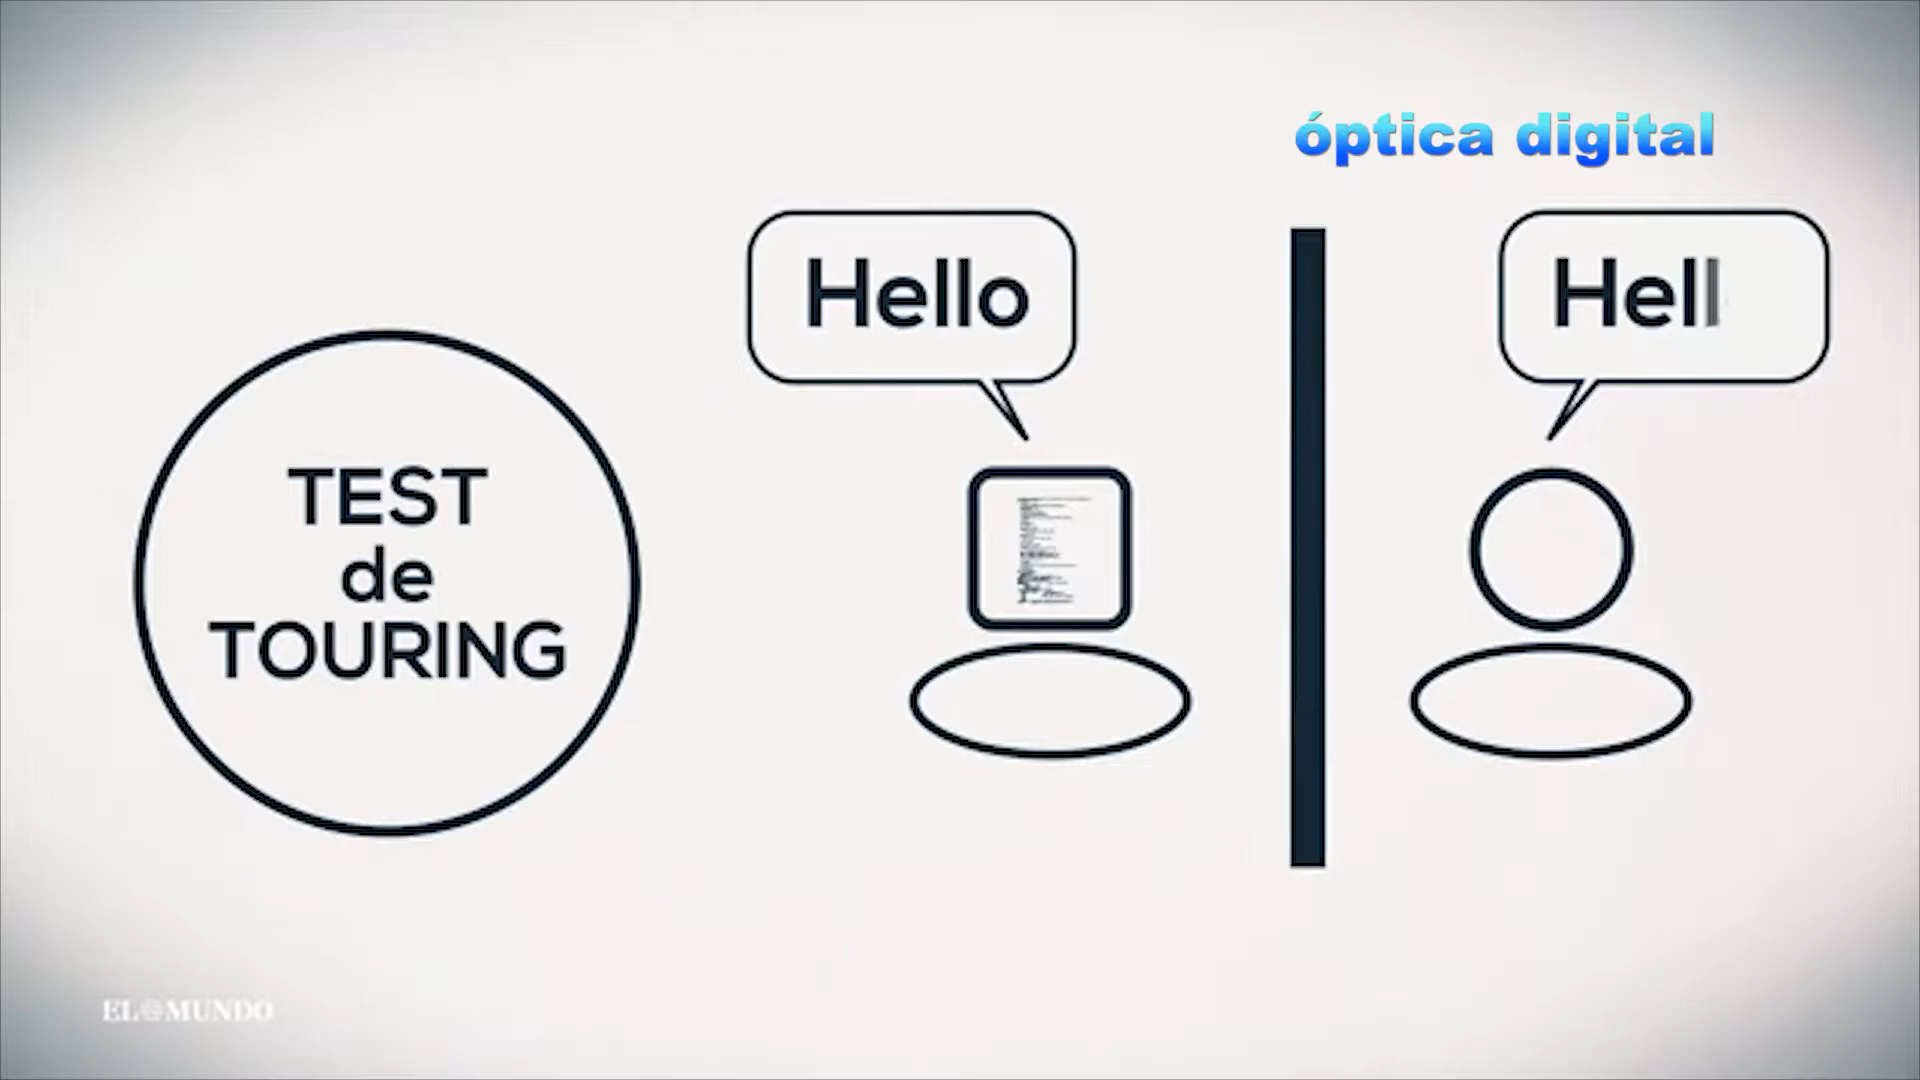 óptica digital
Hello
Hell
TEST
de
TOURING
EL MUNDO